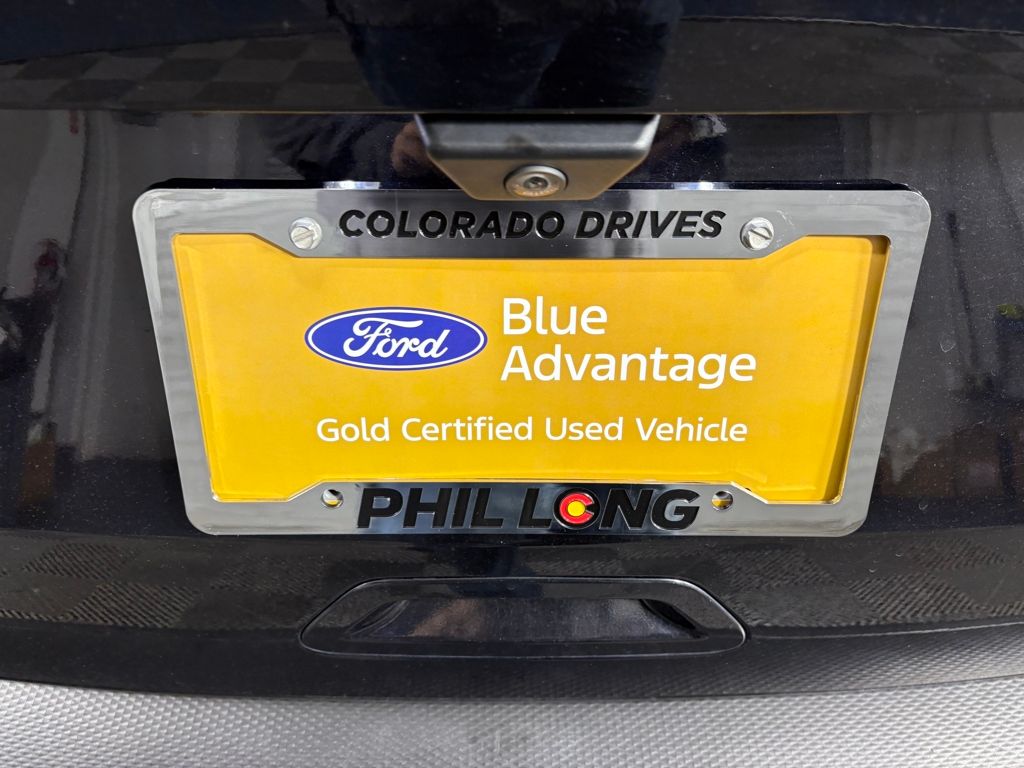 COLORADO DRIVES
Ford
Blue
Advantage
Gold Certified Used Vehicle
PHIL LONG